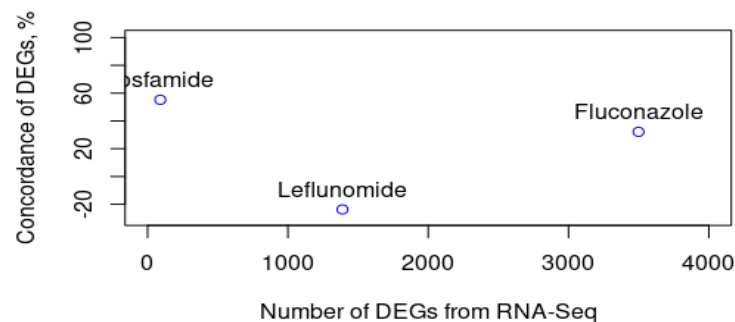 Concordance of DEGs, %
100
60
20
-20
osfamide
Fluconazole
Leflunomide
0 1000 2000 3000 4000
Number of DEGs from RNA-Seq